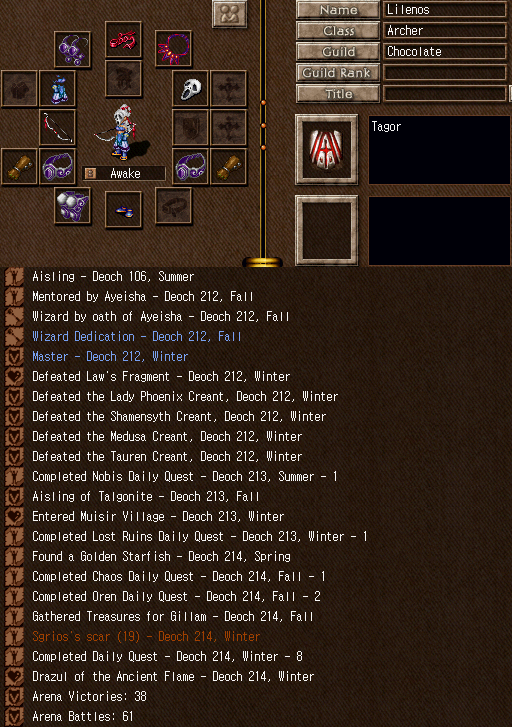 Name
Lilenos
Class
Archer
Guild
Chocolate
Guild Rank
Title
Tagor
Awake
Aisling - Deoch 106, Summer
Mentored by Ayeisha - Deoch 212, Fall
Wizard by oath of Ayeisha - Deoch 212, Fall
Wizard Dedication - Deoch 212, Fall
Master - Deoch 212, Winter
Defeated Law's Fragment - Deoch 212, Winter
Defeated the Lady Phoenix Creant, Deoch 212, Winter
Defeated the Shamensyth Creant, Deoch 212, Winter
Defeated the Medusa Creant, Deoch 212, Winter
Defeated the Tauren Creant, Deoch 212, Winter
Completed Nobis Daily Quest - Deoch 213, Summer - 1
Aisling of Talgonite - Deoch 213, Fall
Entered Muisir Village - Deoch 213, Winter
Completed Lost Ruins Daily Quest - Deoch 213, Winter - 1
Found a Golden Starfish - Deoch 214, Spring
Completed Chaos Daily Quest - Deoch 214, Fall - 1
Completed Oren Daily Quest - Deoch 214, Fall - 2
Gathered Treasures for Gillam - Deoch 214, Fall
Sgrios's scar (19) - Deoch 214, Winter
Completed Daily Quest - Deoch 214, Winter - 8
Drazul of the Ancient Flame - Deoch 214, Winter
Arena Victories: 38
Arena Battles: 61